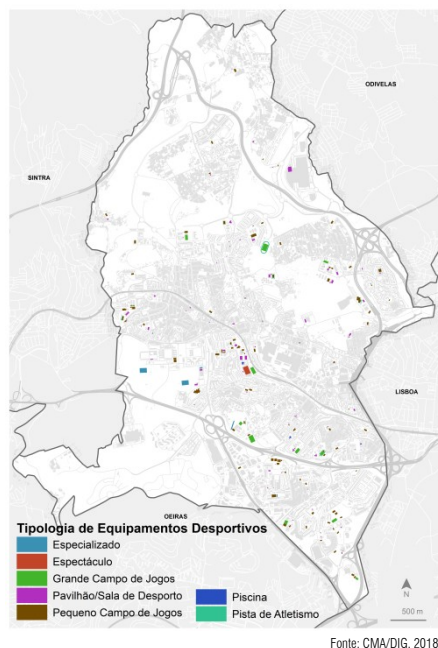 ODIVELAS
SINTRA
LISBOA
OEIRAS
Tipologia de Equipamentos Desportivos
Especializado
Espectáculo
Grande Campo de Jogos
Pavilhão/Sala de Desporto
Pequeno Campo de Jogos
Piscina
Pista de Atletismo
N
500 m
Fonte: CMA/DIG, 2018